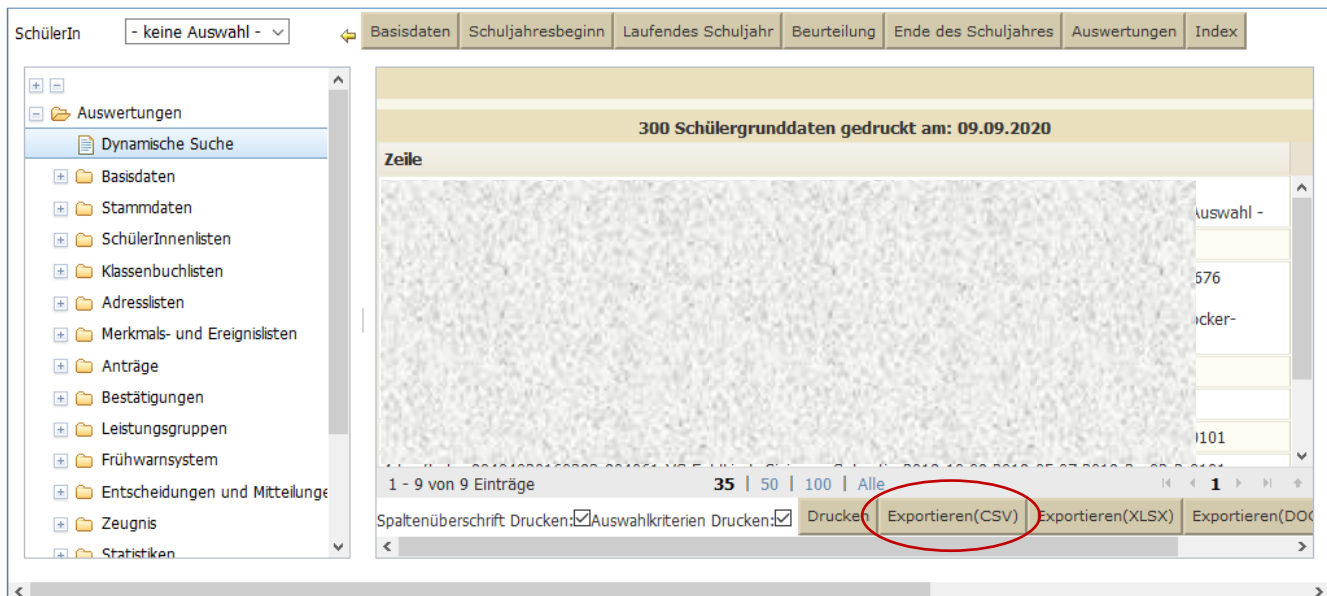 SchülerIn - keine Auswahl - Basisdaten Schuljahresbeginn Laufendes Schuljahr Beurteilung Ende des Schuljahres Auswertungen Index
Auswertungen
Dynamische Suche
Basisdaten
Stammdaten
SchülerInnenlisten
Klassenbuchlisten
Adresslisten
Merkmals- und Ereignislisten
Anträge
Bestätigungen
Leistungsgruppen
Frühwarnsystem
Entscheidungen und Mitteilunge
Zeugnis
Statistiken
300 Schülergrunddaten gedruckt am: 09.09.2020
Zeile
Auswahl -
676
ocker-
0101
1 - 9 von 9 Einträge 35 | 50 | 100 | Alle 1
Spaltenüberschrift Drucken: Auswahlkriterien Drucken: Drucken Exportieren(CSV) Exportieren(XLSX) Exportieren(DOC